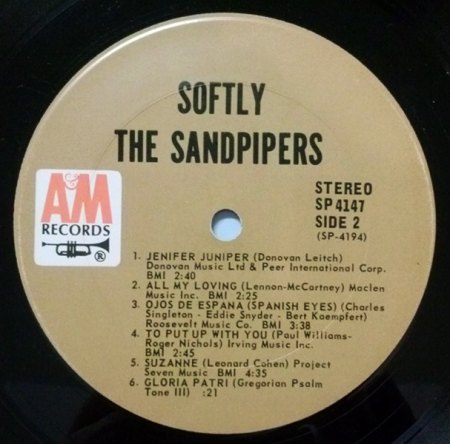 SOFTLY
THE SANDPIPERS
A&M
RECORDS
®
STEREO
SP 4147
SIDE 2
(SP-4194)
1. JENIFER JUNIPER (Donovan Leitch)
Donovan Music Ltd & Peer International Corp.
BMI 2:40
2. ALL MY LOVING (Lennon-McCartney) Maclen
Music Inc. BMI 2:25
3. OJOS DE ESPANA (SPANISH EYES) (Charles
Singleton - Eddie Snyder - Bert Kaempfert)
Roosevelt Music Co. BMI 3:38
4. TO PUT UP WITH YOU (Paul Williams-
Roger Nichols) Irving Music Inc.
BMI 2:45
5. SUZANNE (Leonard Cohen) Project
Seven Music BMI 4:35
6. GLORIA PATRI (Gregorian Psalm
Tone III) :21